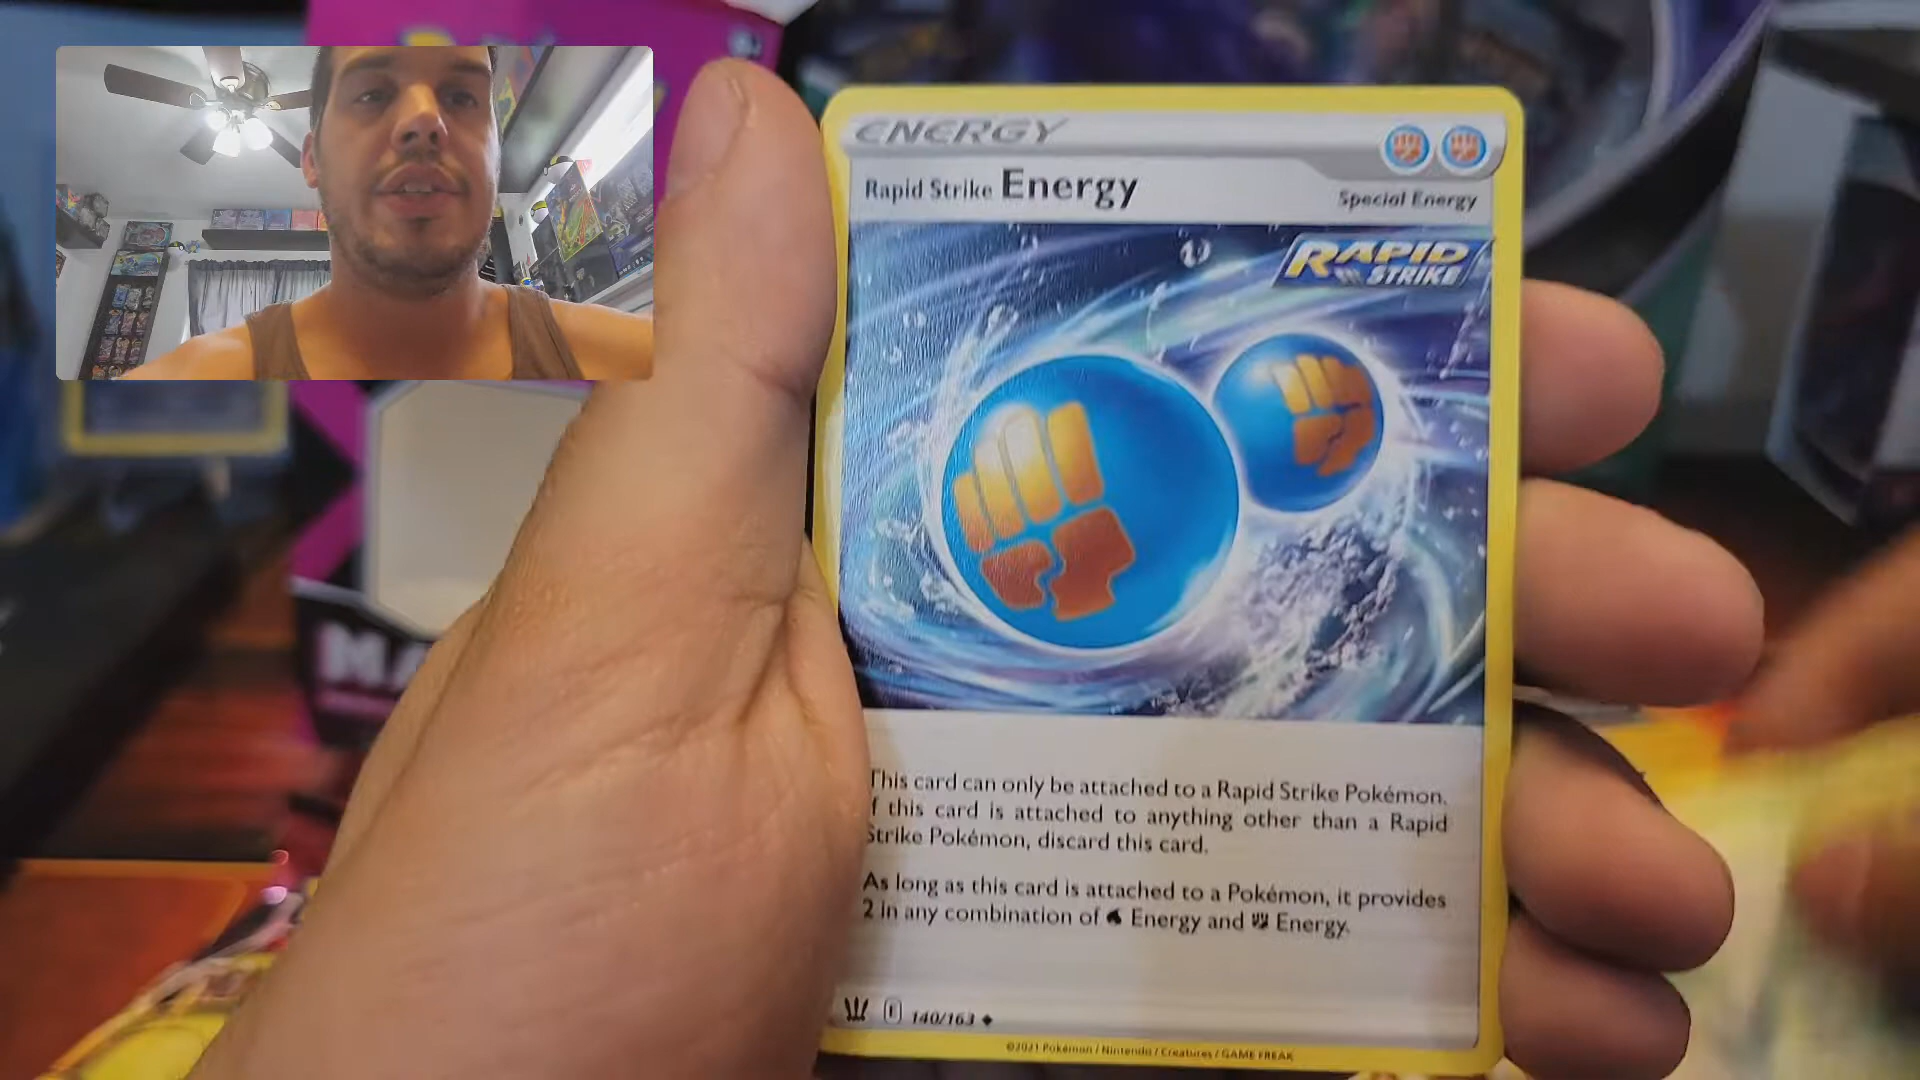 ENERGY
Rapid Strike Energy
Special Energy
RAPID
STRIKE
This card can only be attached to a Rapid Strike Pokémon.
f this card is attached to anything other than a Rapid
Strike Pokémon, discard this card.
As long as this card is attached to a Pokémon, it provides
2 in any combination of Energy and Energy.
E 140/163
©2021 Pokémon / Nintendo / Creatures / GAME FREAK
MA